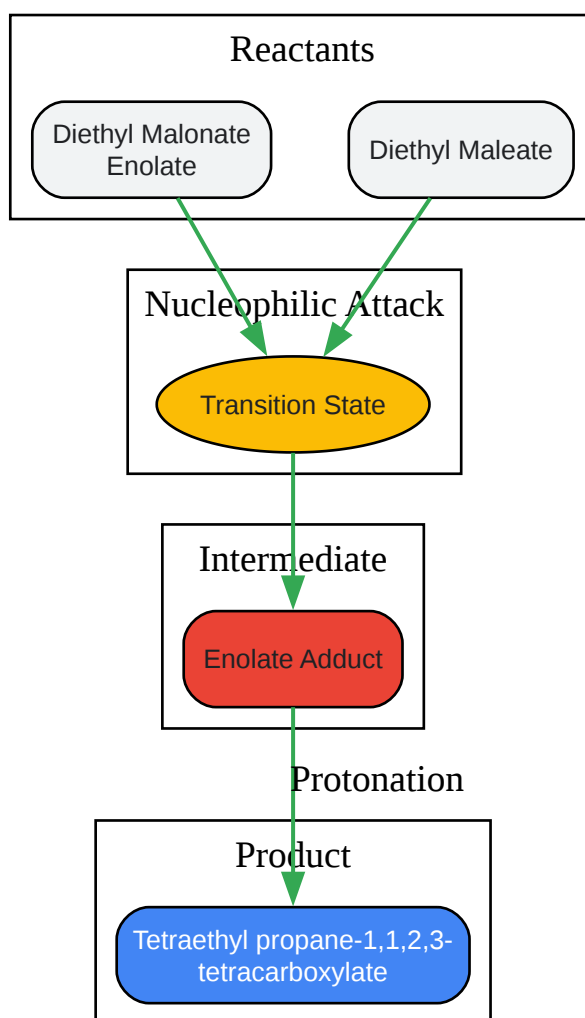 Reactants
Diethyl Malonate
Enolate
Diethyl Maleate
Nucleophilic Attack
Transition State
Intermediate
Enolate Adduct
Protonation
Product
Tetraethyl propane-1,1,2,3-
tetracarboxylate